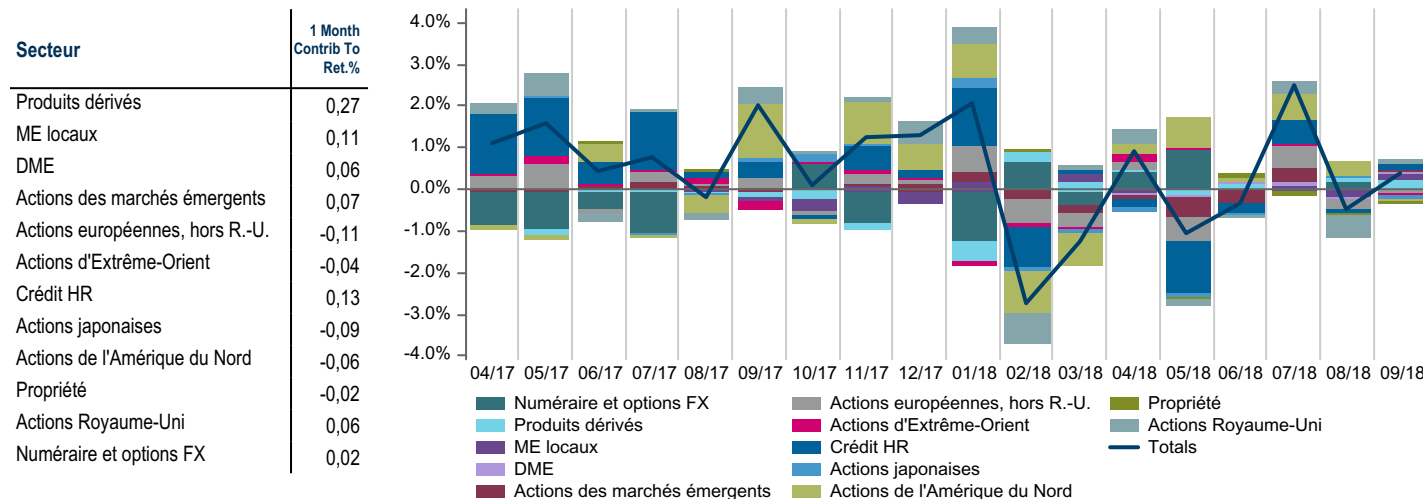 Secteur
1 Month
Contrib To
Ret.%
Produits dérivés 0,27
ME locaux 0,11
DME 0,06
Actions des marchés émergents 0,07
Actions européennes, hors R.-U. -0,11
Actions d'Extrême-Orient -0,04
Crédit HR 0,13
Actions japonaises -0,09
Actions de l'Amérique du Nord -0,06
Propriété -0,02
Actions Royaume-Uni 0,06
Numéraire et options FX 0,02
4.0%
3.0%
2.0%
1.0%
0.0%
-1.0%
-2.0%
-3.0%
-4.0%
04/17 05/17 06/17 07/17 08/17 09/17 10/17 11/17 12/17 01/18 02/18 03/18 04/18 05/18 06/18 07/18 08/18 09/18
Numéraire et options FX
Produits dérivés
ME locaux
DME
Actions des marchés émergents
Actions européennes, hors R.-U.
Actions d'Extrême-Orient
Crédit HR
Actions japonaises
Actions de l'Amérique du Nord
Propriété
Actions Royaume-Uni
Totals